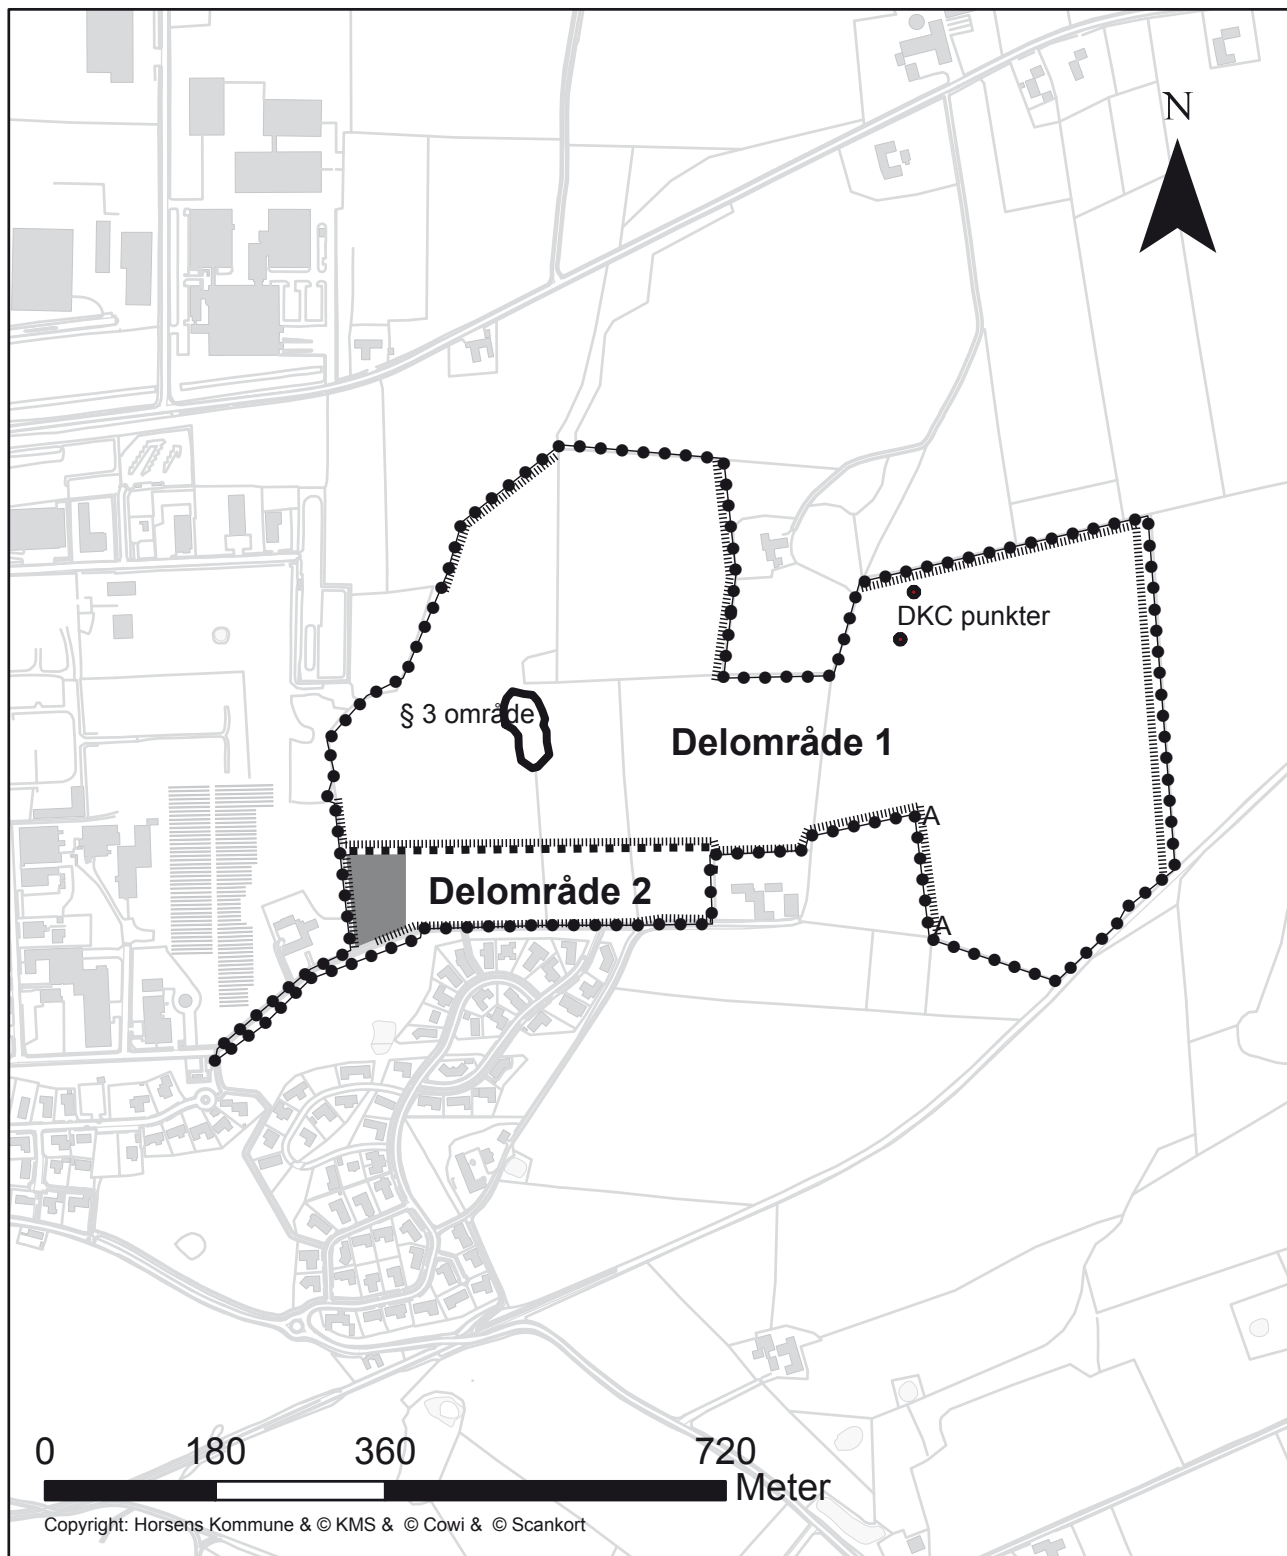 N
DKC punkter
§ 3 område
Delområde 1
A
Delområde 2
A
0 180 360 720
Meter
Copyright: Horsens Kommune & © KMS & © Cowi & © Scankort